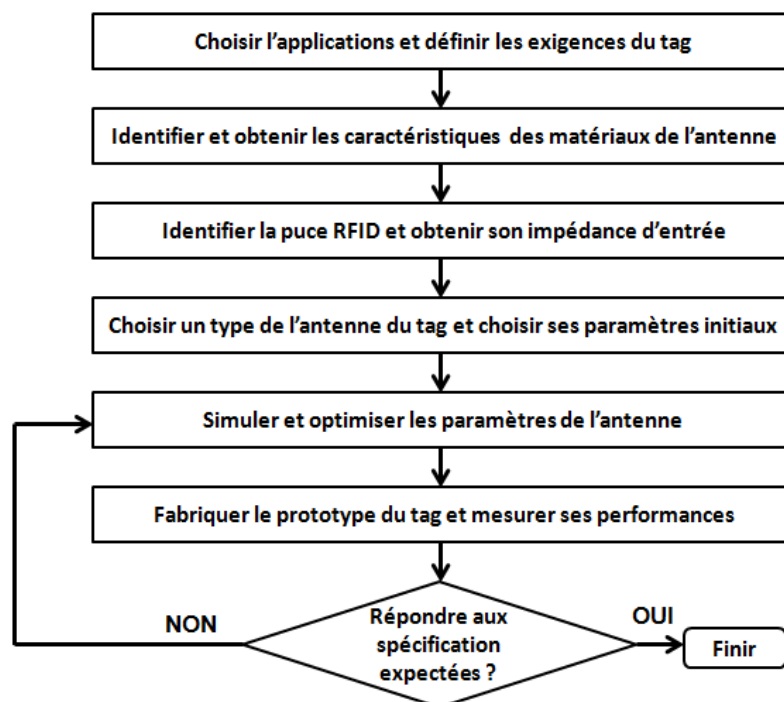 Choisir l'applications et définir les exigences du tag
Identifier et obtenir les caractéristiques des matériaux de l'antenne
Identifier la puce RFID et obtenir son impédance d'entrée
Choisir un type de l'antenne du tag et choisir ses paramètres initiaux
Simuler et optimiser les paramètres de l'antenne
Fabriquer le prototype du tag et mesurer ses performances
NON
Répondre aux
spécification
expectées ?
OUI
Finir